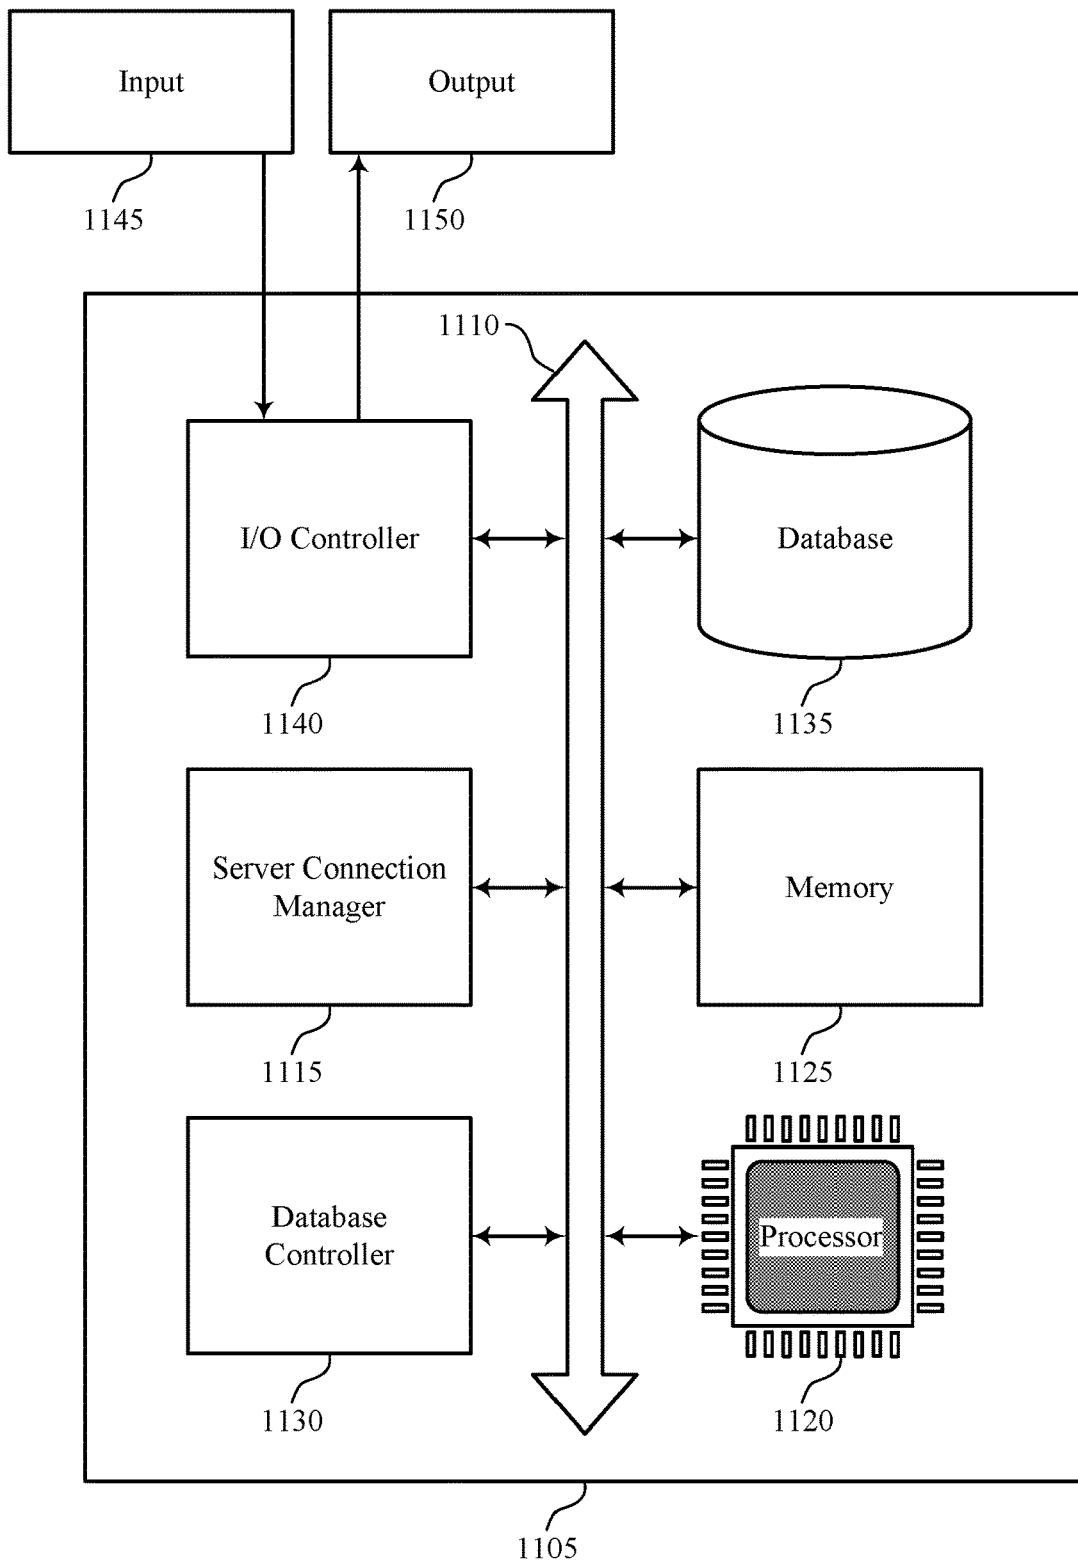 Input
Output
1145
1150
1110
I/O Controller
Database
1140
1135
Server Connection
Manager
Memory
1115
1125
Database
Controller
Processor
1130
1120
1105